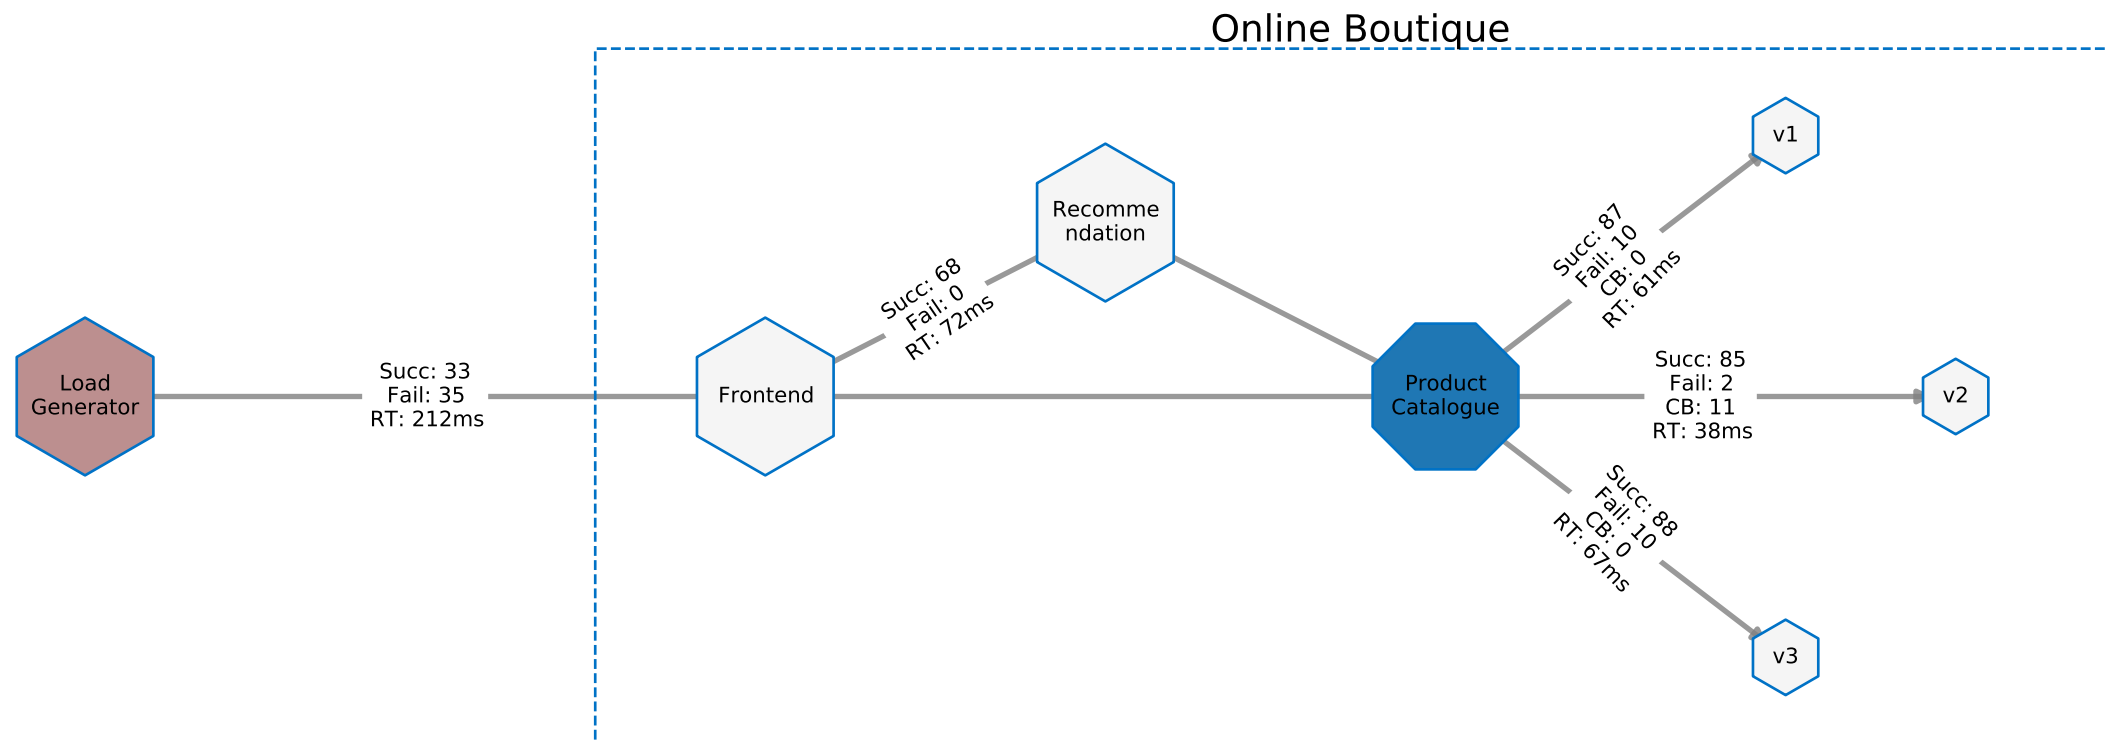 Online Boutique
Load
Generator
Succ: 33
Fail: 35
RT: 212ms
Frontend
Succ: 68
Fail: 0
RT: 72ms
Recomme
ndation
Product
Catalogue
Succ: 87
Fail: 10
CB: 0
RT: 61ms
v1
Succ: 85
Fail: 2
CB: 11
RT: 38ms
v2
Succ: 88
Fail: 10
CB: 0
RT: 67ms
v3